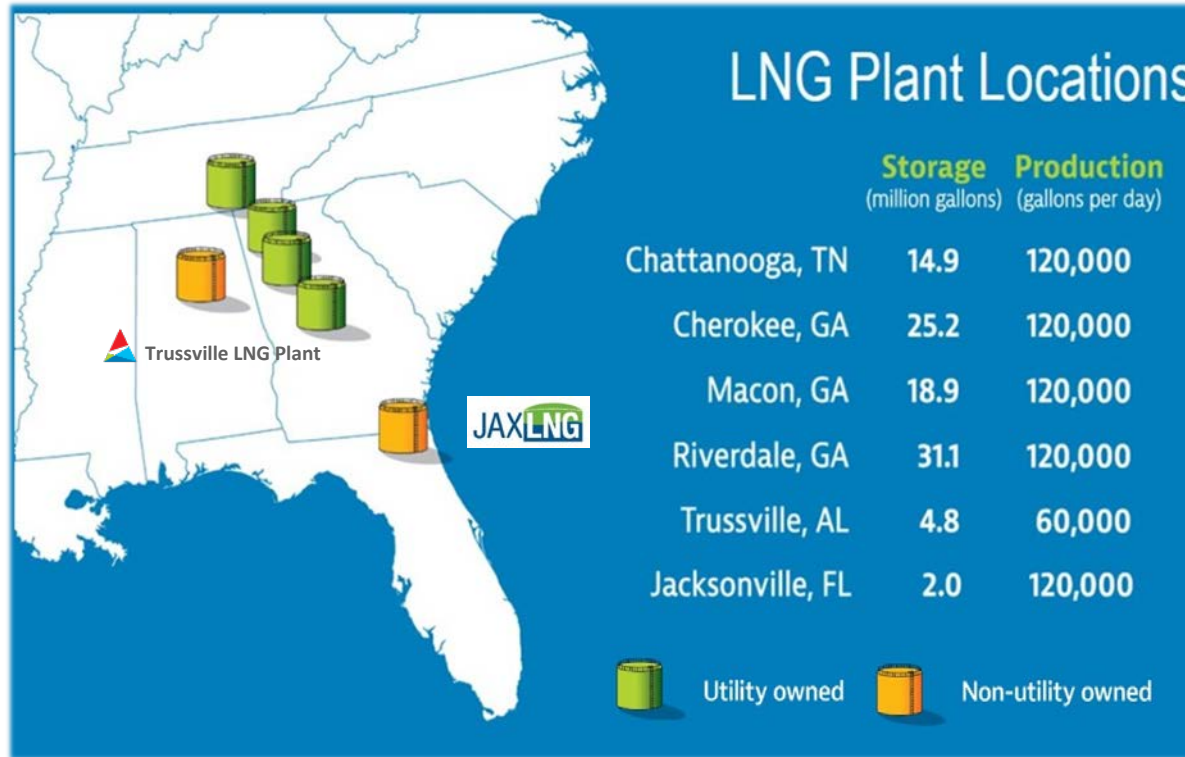 LNG Plant Locations
Storage Production
(million gallons) (gallons per day)
Chattanooga, TN 14.9 120,000
Cherokee, GA 25.2 120,000
Macon, GA 18.9 120,000
Riverdale, GA 31.1 120,000
Trussville, AL 4.8 60,000
Jacksonville, FL 2.0 120,000
Trussville LNG Plant
JAXLNG
Utility owned
Non-utility owned